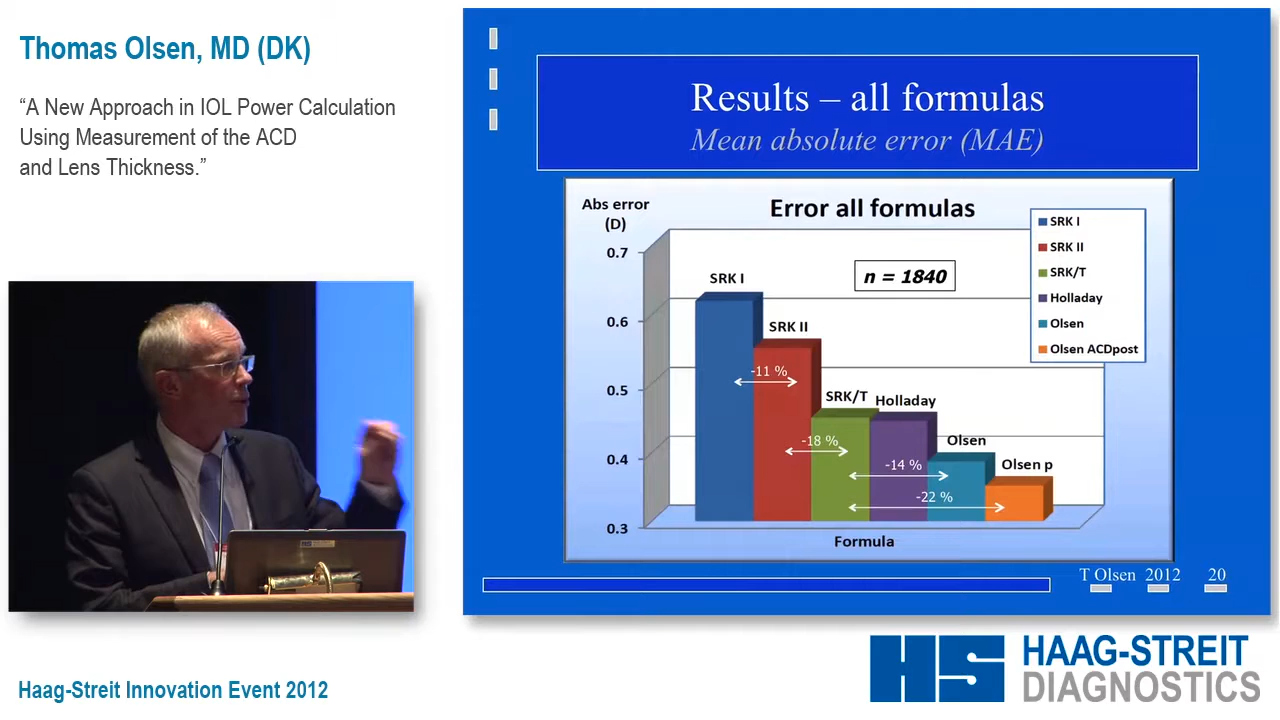 Thomas Olsen, MD (DK)
“A New Approach in IOL Power Calculation
Using Measurement of the ACD
and Lens Thickness.”
Results – all formulas
Mean absolute error (MAE)
Abs error
(D)
Error all formulas
n = 1840
0.7
0.6
0.5
0.4
0.3
SRK I
SRK II
SRK/T
Holladay
Olsen
Olsen p
-11 %
-18 %
-14 %
-22 %
Formula
SRK I
SRK II
SRK/T
Holladay
Olsen
Olsen ACDpost
T Olsen 2012 20
HS
Haag-Streit Innovation Event 2012
HS
HAAG-STREIT
DIAGNOSTICS